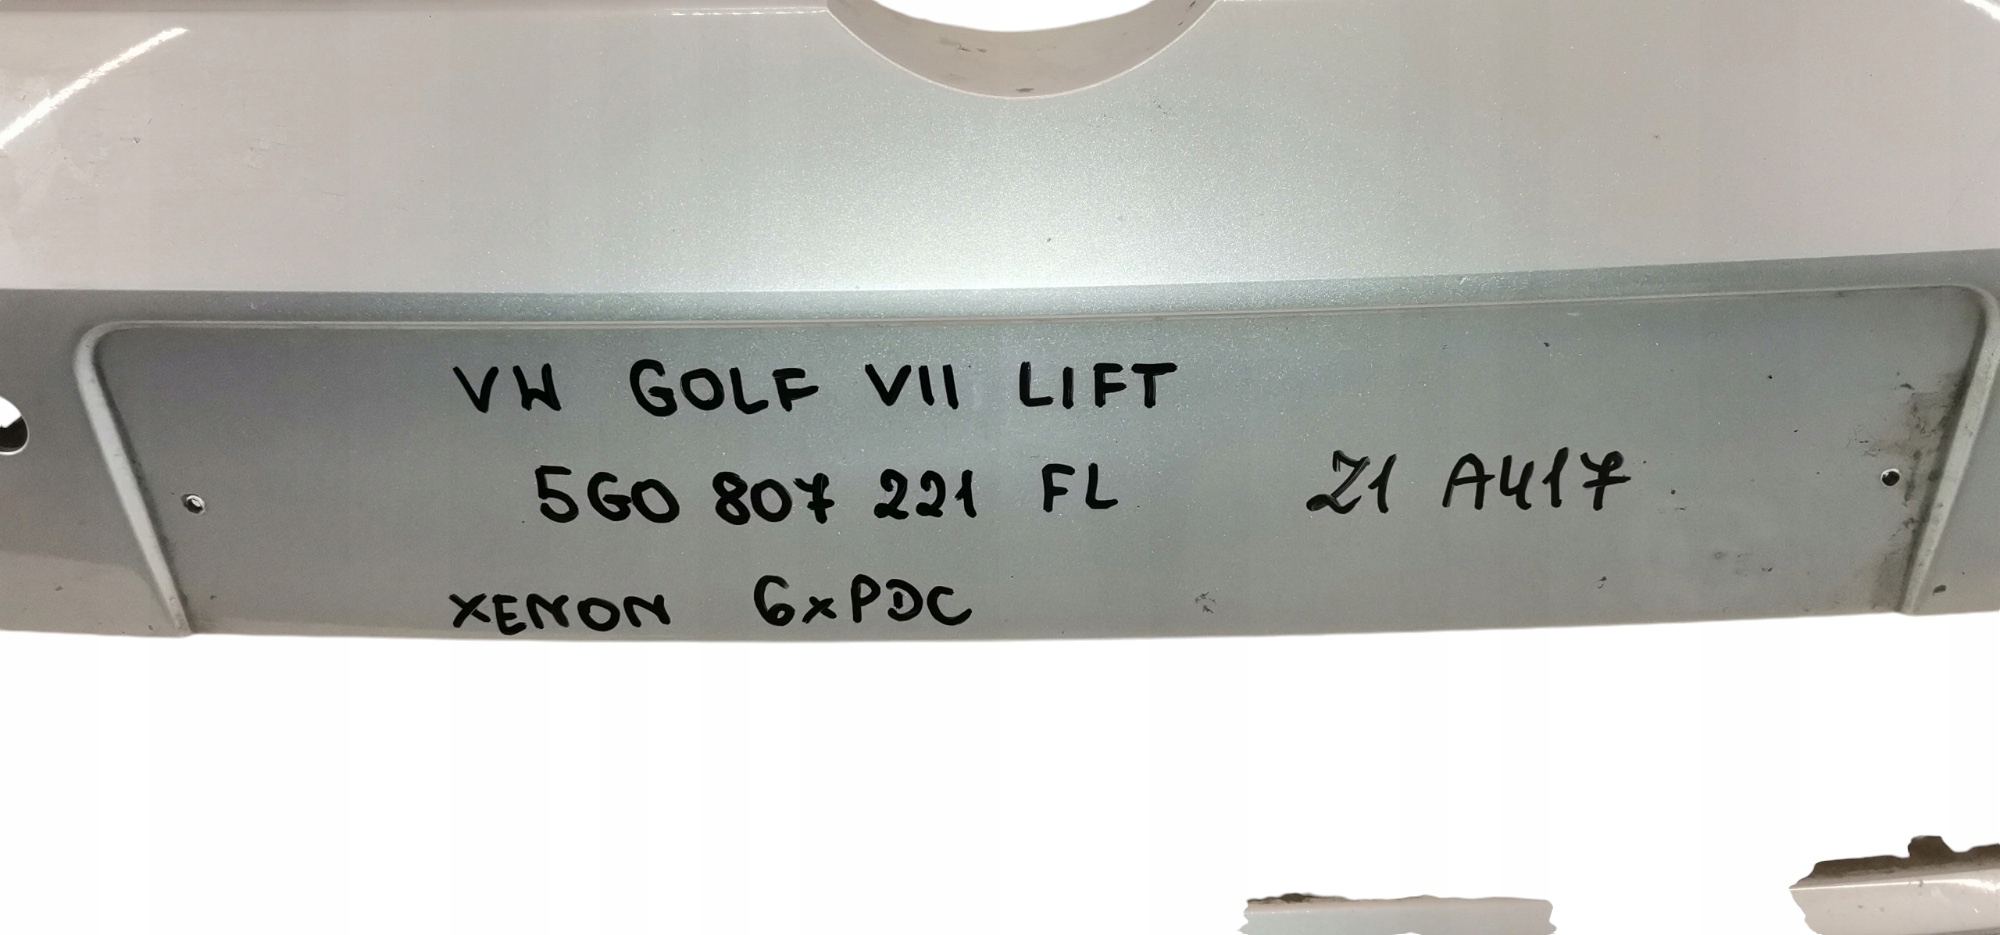 VW GOLF VII LIFT
5G0 807 221 FL Z1 A417
XENON 6xPDC